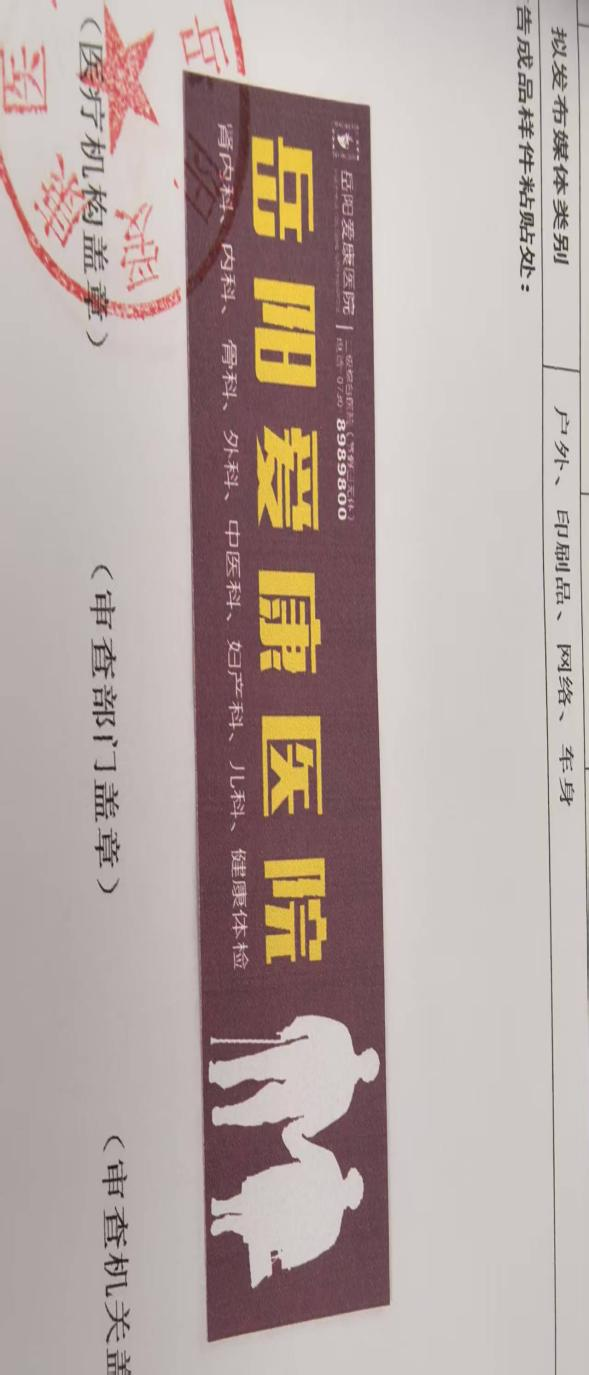 拟发布媒体类别 户外、印刷品、网络、车身
告成品样件粘贴处：
岳阳爱康医院
8989800
岳阳爱康医院
肾内科、内科、骨科、外科、中医科、妇产科、儿科、健康体检
（医疗机构盖章） （审查部门盖章） （审查机关盖